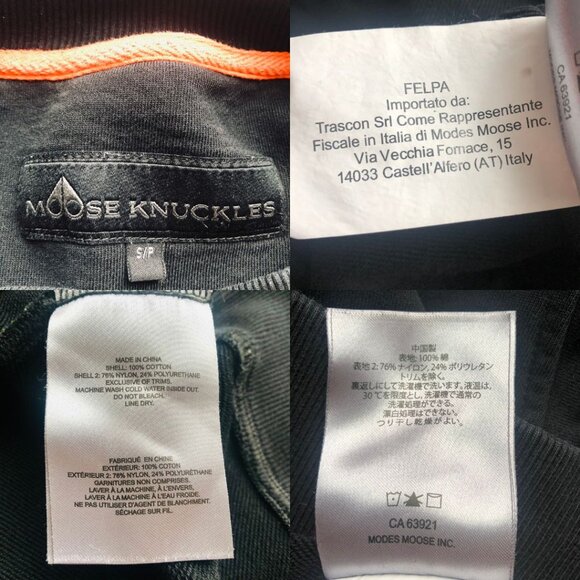 MOOSE KNUCKLES
S/P
FELPA
Importato da:
Trascon Srl Come Rappresentante
Fiscale in Italia di Modes Moose Inc.
Via Vecchia Fornace, 15
14033 Castell'Alfero (AT) Italy
CA 63921
MADE IN CHINA
SHELL: 100% COTTON
SHELL 2: 76% NYLON, 24% POLYURETHANE
EXCLUSIVE OF TRIMS.
MACHINE WASH COLD WATER INSIDE OUT.
DO NOT BLEACH.
LINE DRY.
FABRIQUÉ EN CHINE
EXTÉRIEUR: 100% COTON
EXTÉRIEUR 2: 76% NYLON, 24% POLYURÉTHANE
GARNITURES NON COMPRISES.
LAVER À LA MACHINE, À L'ENVERS,
LAVER À LA MACHINE, À L'EAU FROIDE.
NE PAS UTILISER D'AGENT DE BLANCHIMENT.
SÉCHAGE SUR FIL.
中国製
表地: 100% 綿
表地 2: 76% ナイロン, 24% ポリウレタン
トリムを除く。
裏返しにして洗濯機で洗います。液温は、
30℃を限度とし、洗濯機で通常の
洗濯処理ができる。
漂白処理はできない。
つり干し乾燥がよい。
CA 63921
MODES MOOSE INC.